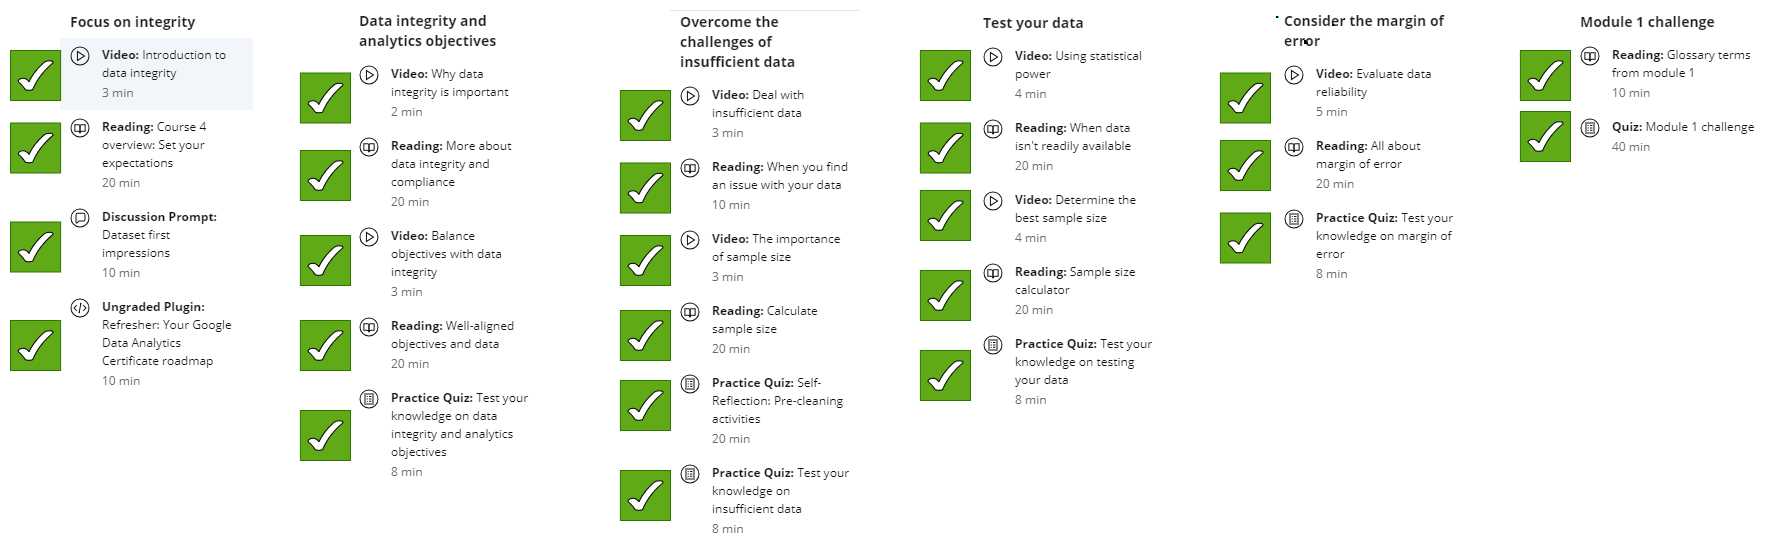 Focus on integrity
Video: Introduction to
data integrity
3 min
Reading: Course 4
overview: Set your
expectations
20 min
Discussion Prompt:
Dataset first
impressions
10 min
Ungraded Plugin:
Refresher: Your Google
Data Analytics
Certificate roadmap
10 min
Data integrity and
analytics objectives
Video: Why data
integrity is important
2 min
Reading: More about
data integrity and
compliance
20 min
Video: Balance
objectives with data
integrity
3 min
Reading: Well-aligned
objectives and data
20 min
Practice Quiz: Test your
knowledge on data
integrity and analytics
objectives
8 min
Overcome the
challenges of
insufficient data
Video: Deal with
insufficient data
3 min
Reading: When you find
an issue with your data
10 min
Video: The importance
of sample size
3 min
Reading: Calculate
sample size
20 min
Practice Quiz: Self-
Reflection: Pre-cleaning
activities
20 min
Practice Quiz: Test your
knowledge on
insufficient data
8 min
Test your data
Video: Using statistical
power
4 min
Reading: When data
isn't readily available
20 min
Video: Determine the
best sample size
4 min
Reading: Sample size
calculator
20 min
Practice Quiz: Test your
knowledge on testing
your data
8 min
Consider the margin of
error
Video: Evaluate data
reliability
5 min
Reading: All about
margin of error
20 min
Practice Quiz: Test your
knowledge on margin of
error
8 min
Module 1 challenge
Reading: Glossary terms
from module 1
10 min
Quiz: Module 1 challenge
40 min